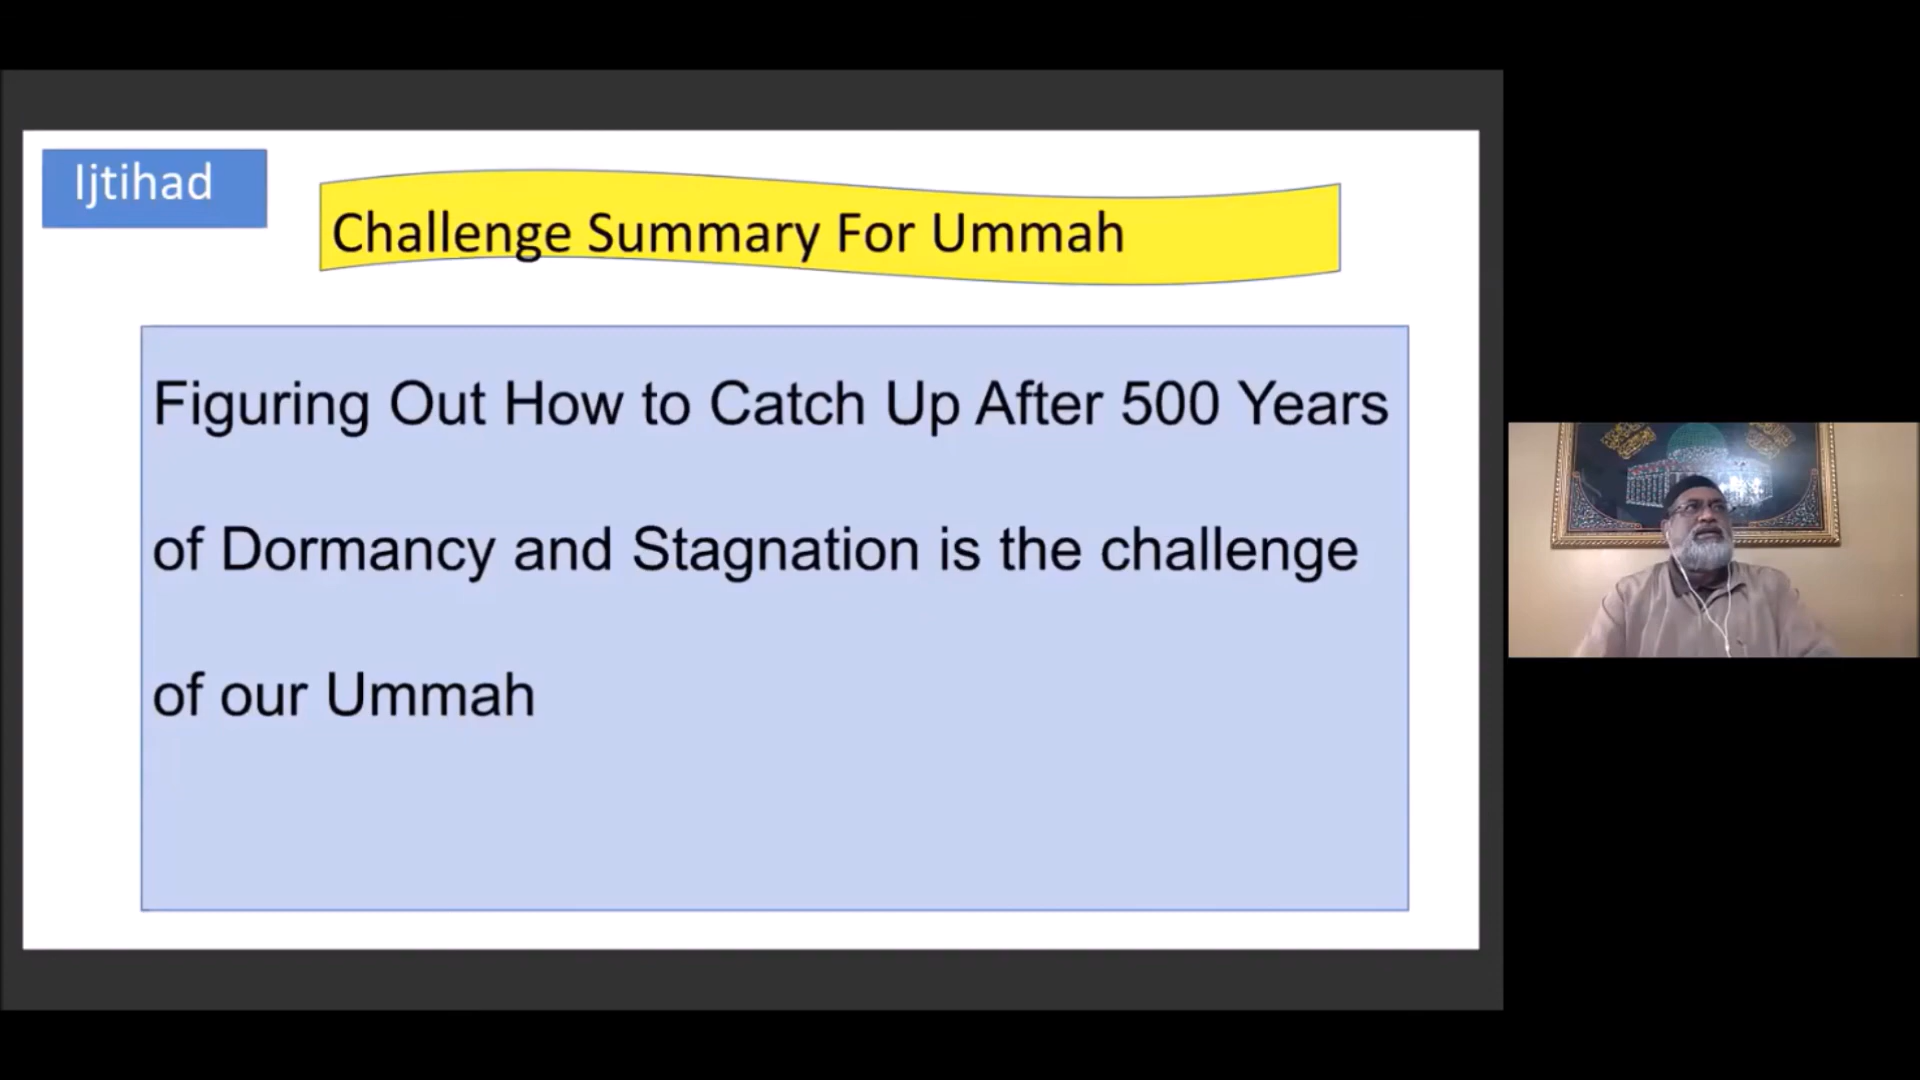 Ijtihad
Challenge Summary For Ummah
Figuring Out How to Catch Up After 500 Years
of Dormancy and Stagnation is the challenge
of our Ummah